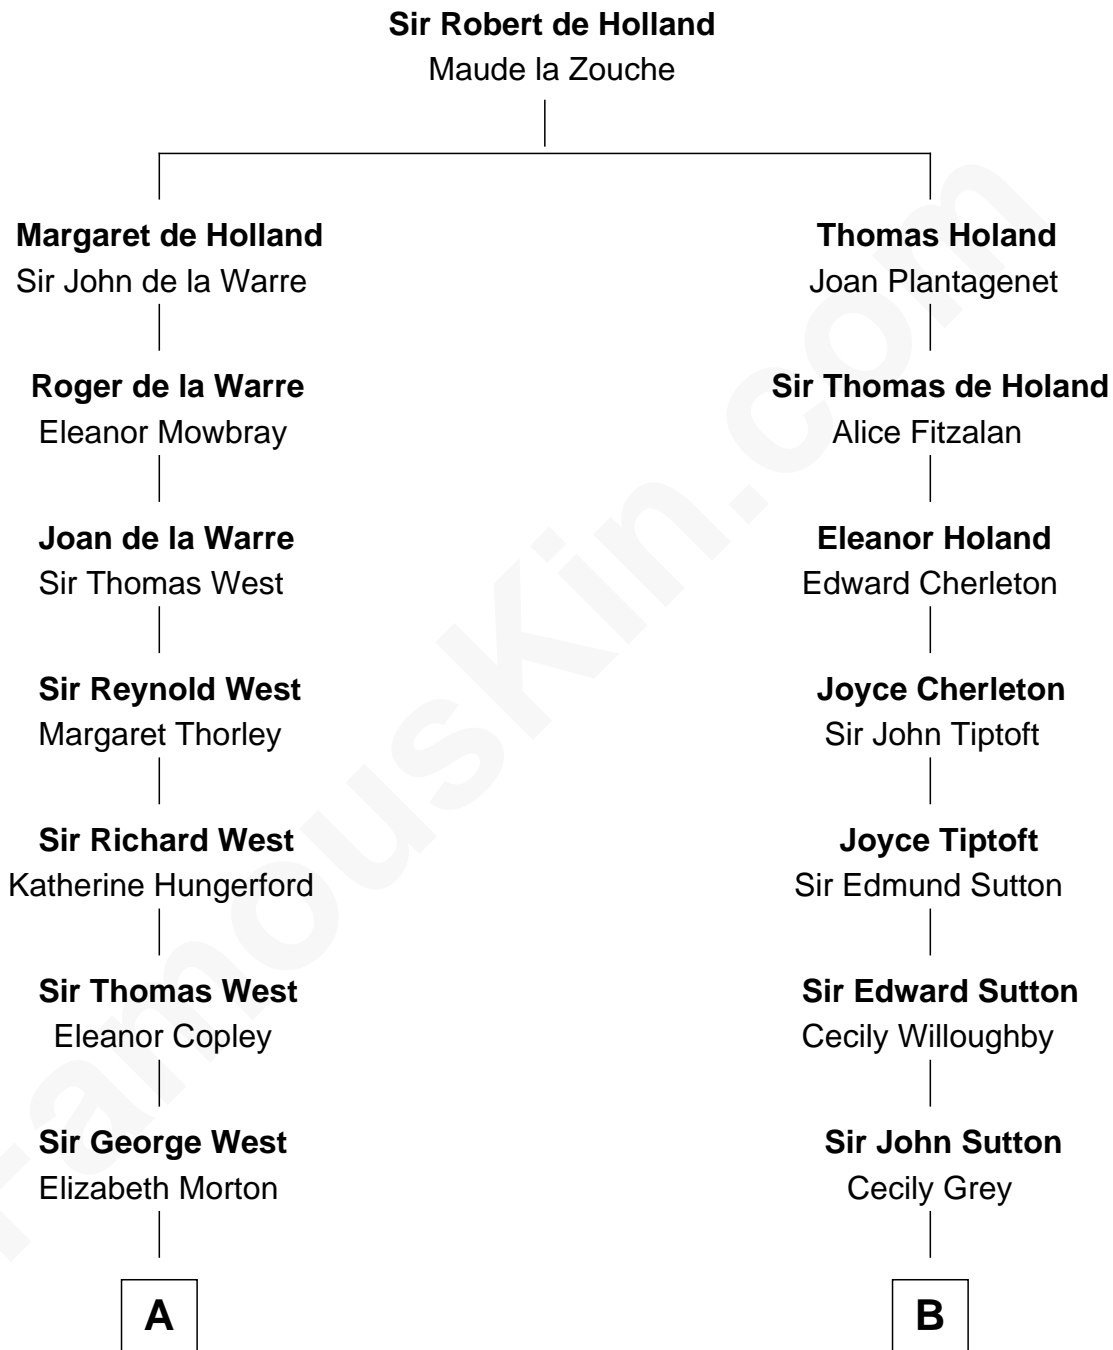 Sir Robert de Holland
Maude la Zouche
Margaret de Holland
Sir John de la Warre
Roger de la Warre
Eleanor Mowbray
Joan de la Warre
Sir Thomas West
Sir Reynold West
Margaret Thorley
Sir Richard West
Katherine Hungerford
Sir Thomas West
Eleanor Copley
Sir George West
Elizabeth Morton
A
Thomas Holand
Joan Plantagenet
Sir Thomas de Holand
Alice Fitzalan
Eleanor Holand
Edward Cherleton
Joyce Cherleton
Sir John Tiptoft
Joyce Tiptoft
Sir Edmund Sutton
Sir Edward Sutton
Cecily Willoughby
Sir John Sutton
Cecily Grey
B
FamousKin.com